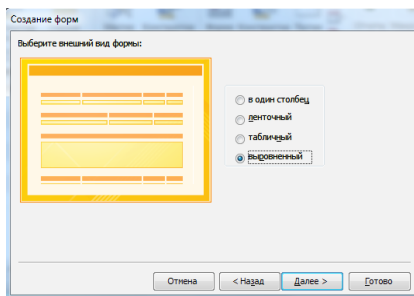 Создание форм
Выберите внешний вид формы:
в один столбец
ленточный
табличный
выровненный
Отмена
< Назад
Далее >
Готово